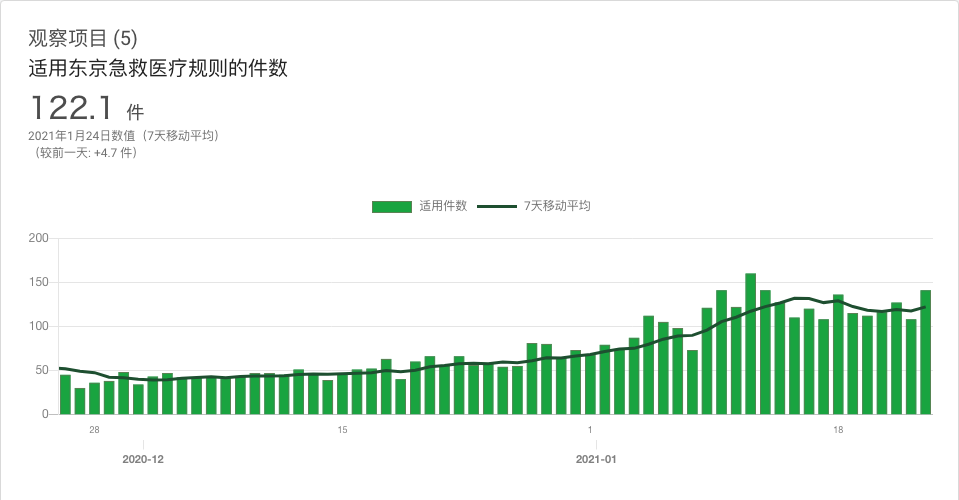 观察项目 (5)
适用东京急救医疗规则的件数
122.1 件
2021年1月24日数值（7天移动平均）
（较前一天: +4.7 件）
适用件数 7天移动平均
200
150
100
50
0
28 15 1 18
2020-12 2021-01